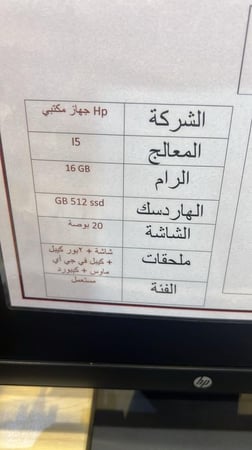 الشركة Hp جهاز مكتبي
المعالج I5
الرام 16 GB
الهاردسك GB 512 ssd
الشاشة 20 بوصة
ملحقات شاشة + ٢بور كيبل
+ كيبل في جي أي
ماوس + كيبورد
الفئة مستعمل
hp